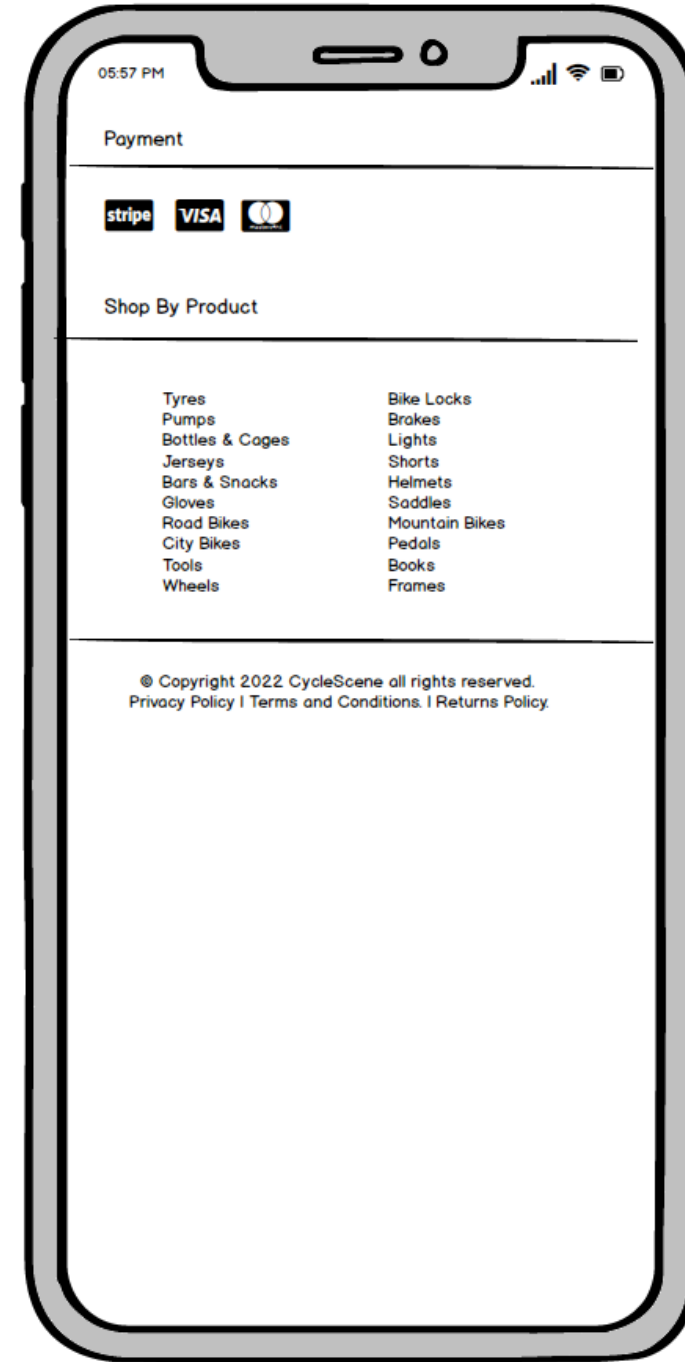 05:57 PM
Payment
stripe VISA
Shop By Product
Tyres
Pumps
Bottles & Cages
Jerseys
Bars & Snacks
Gloves
Road Bikes
City Bikes
Tools
Wheels
Bike Locks
Brakes
Lights
Shorts
Helmets
Saddles
Mountain Bikes
Pedals
Books
Frames
© Copyright 2022 CycleScene all rights reserved.
Privacy Policy | Terms and Conditions. | Returns Policy.